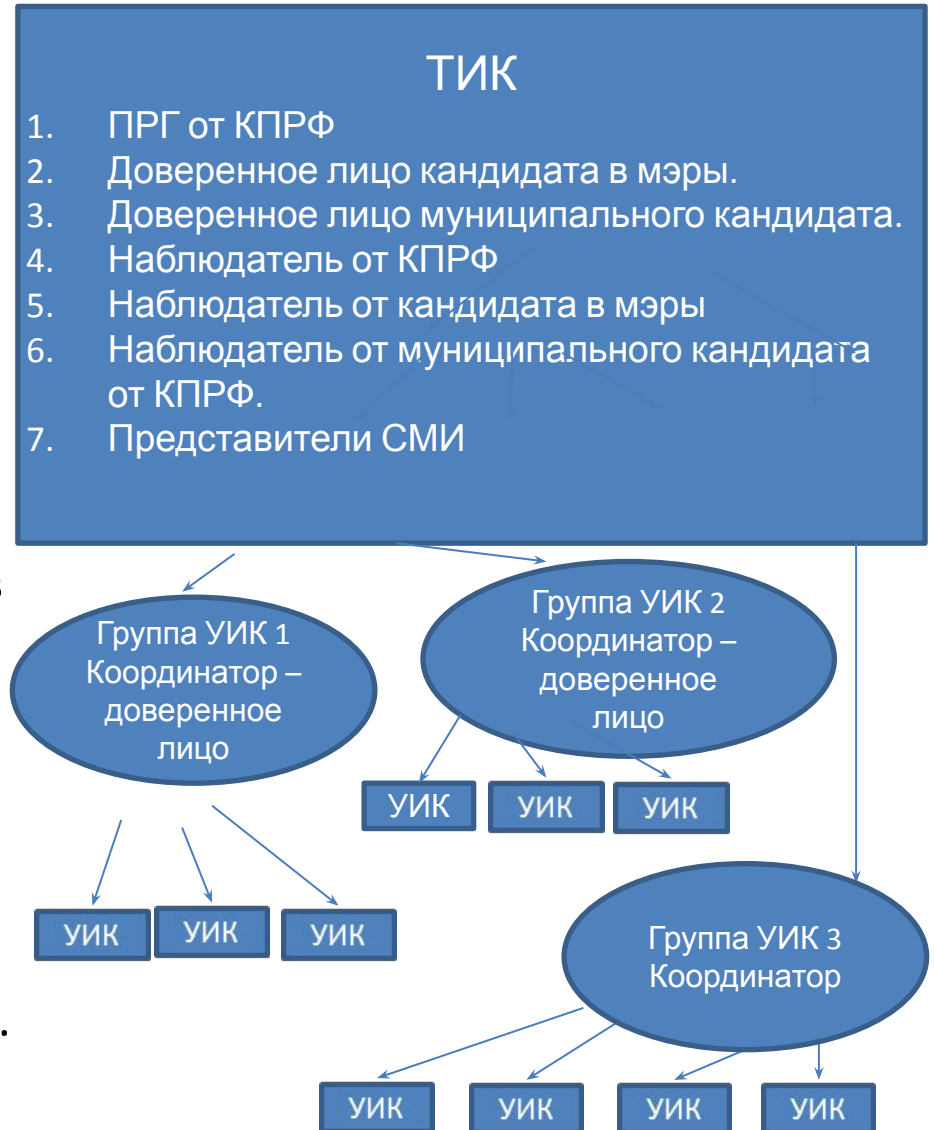 ТИК
1. ПРГ от КПРФ
2. Доверенное лицо кандидата в мэры.
3. Доверенное лицо муниципального кандидата.
4. Наблюдатель от КПРФ
5. Наблюдатель от кандидата в мэры
6. Наблюдатель от муниципального кандидата
от КПРФ.
7. Представители СМИ
Группа УИК 1
Координатор –
доверенное
лицо
Группа УИК 2
Координатор –
доверенное
лицо
УИК
УИК
УИК
УИК
УИК
УИК
Группа УИК 3
Координатор
.
УИК
УИК
УИК
УИК